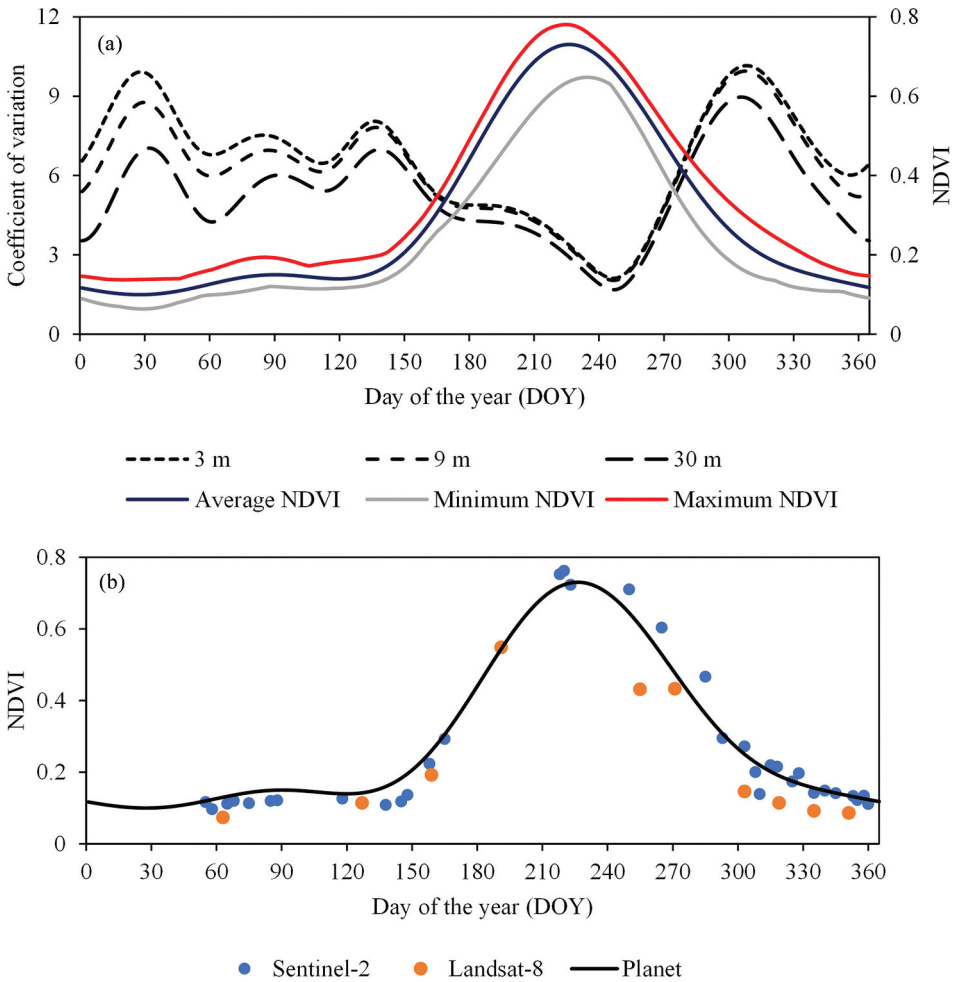 12
9
6
3
0
Coefficient of variation
(a)
0.8
0.6
0.4
0.2
0
NDVI
0 30 60 90 120 150 180 210 240 270 300 330 360
Day of the year (DOY)
3 m 9 m 30 m
Average NDVI Minimum NDVI Maximum NDVI
0.8
0.6
0.4
0.2
0
NDVI
(b)
0 30 60 90 120 150 180 210 240 270 300 330 360
Day of the year (DOY)
Sentinel-2 Landsat-8 Planet